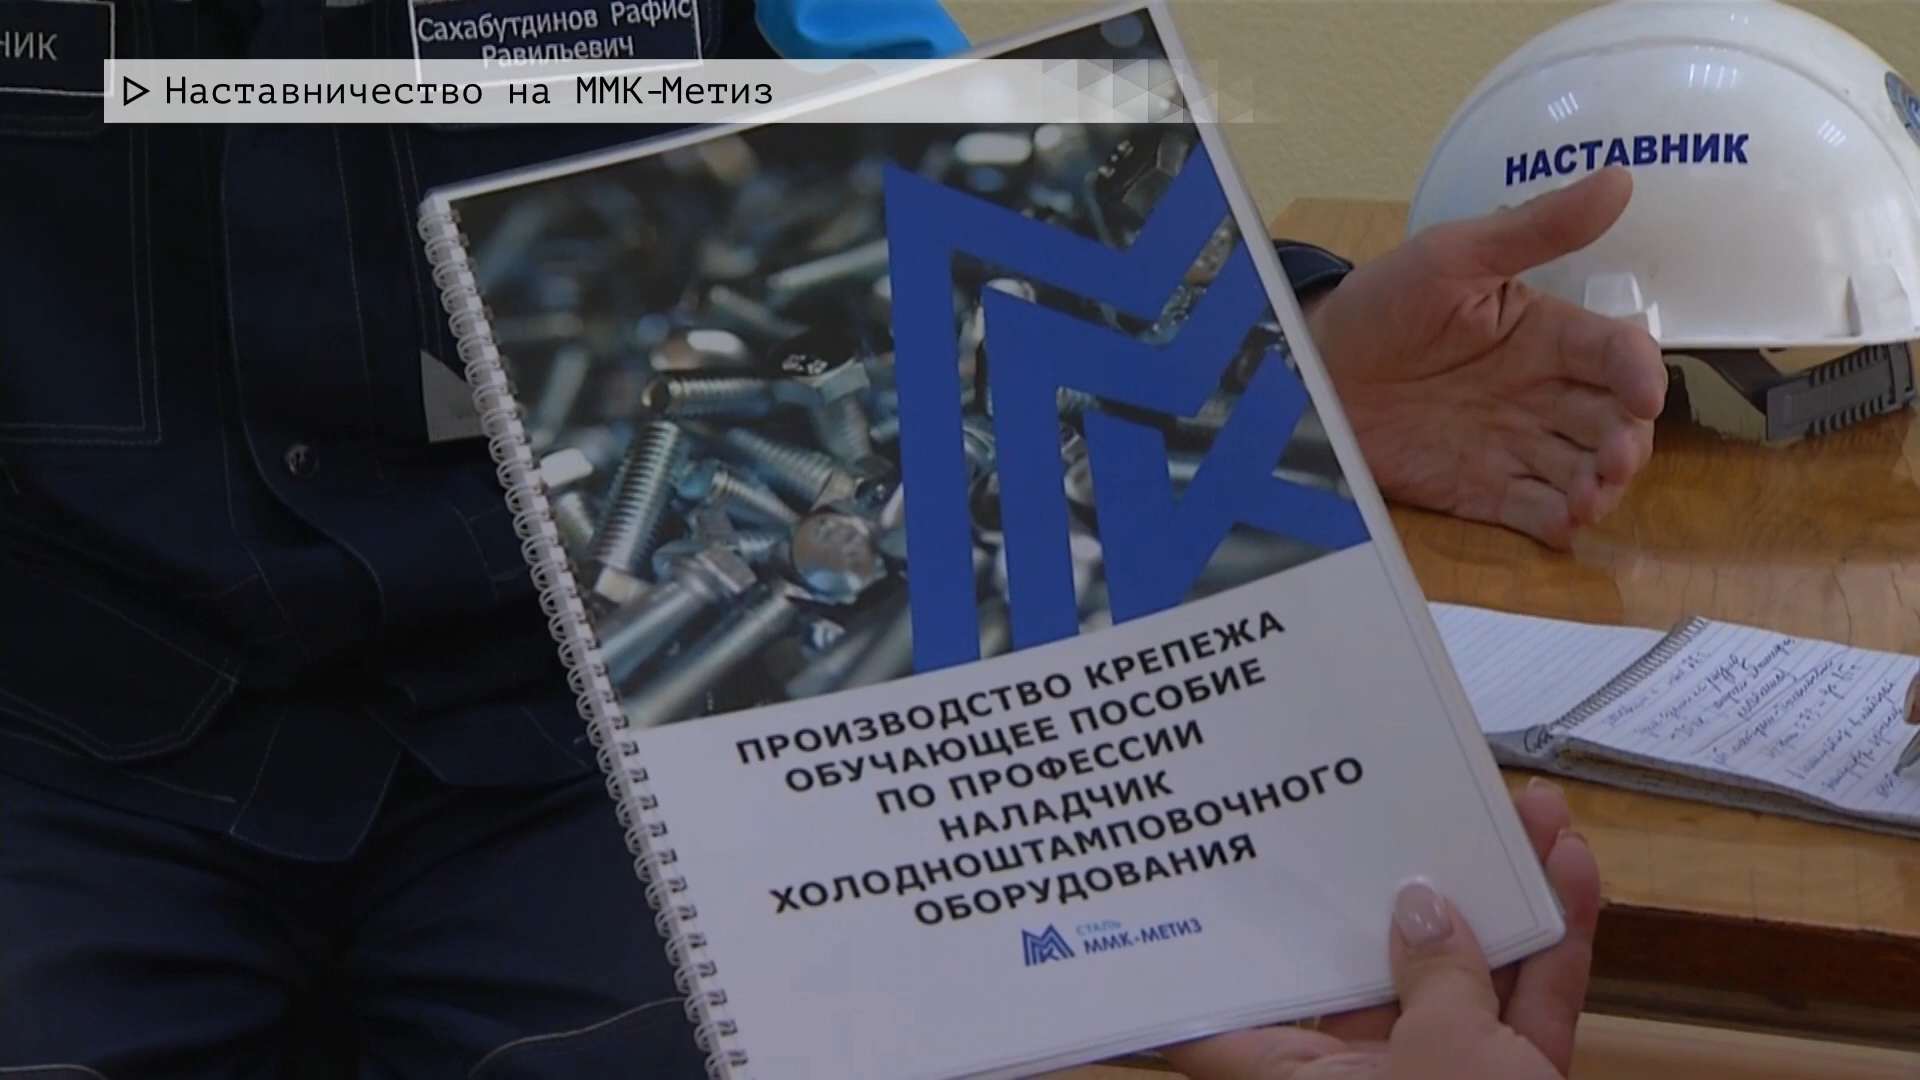 НИК
Сахабутдинов Рафис
Равильевич
Наставничество на ММК-Метиз
НАСТАВНИК
ПРОИЗВОДСТВО КРЕПЕЖА
ОБУЧАЮЩЕЕ ПОСОБИЕ
ПО ПРОФЕССИИ
НАЛАДЧИК
ХОЛОДНОШТАМПОВОЧНОГО
ОБОРУДОВАНИЯ
СТАЛЬ
ММК-МЕТИЗ